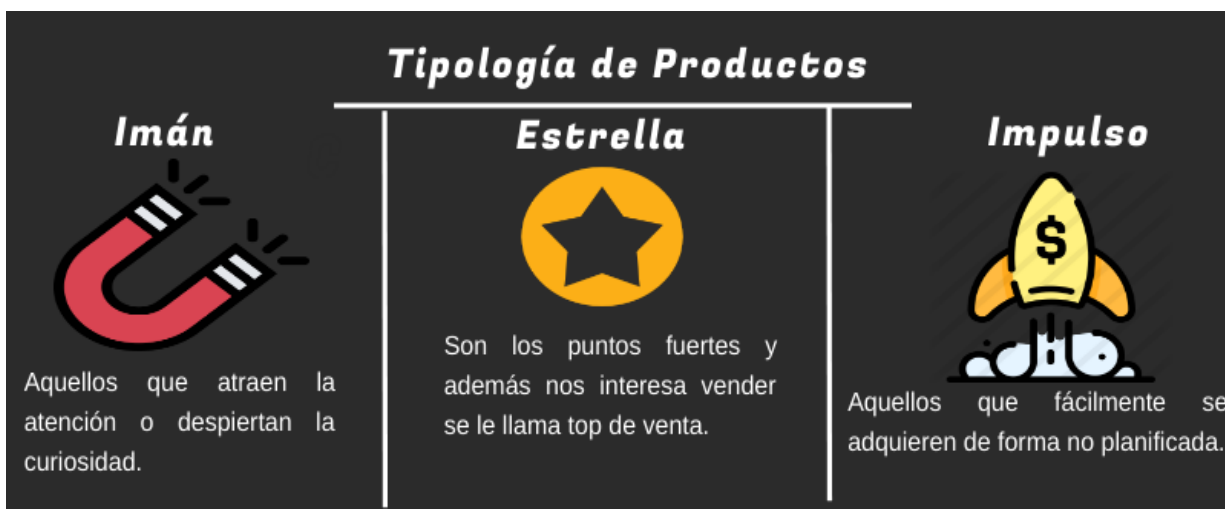 Tipología de Productos
Imán
Aquellos que atraen la
atención o despiertan la
curiosidad.
Estrella
Son los puntos fuertes y
además nos interesa vender
se le llama top de venta.
Impulso
$
Aquellos que fácilmente se
adquieren de forma no planificada.